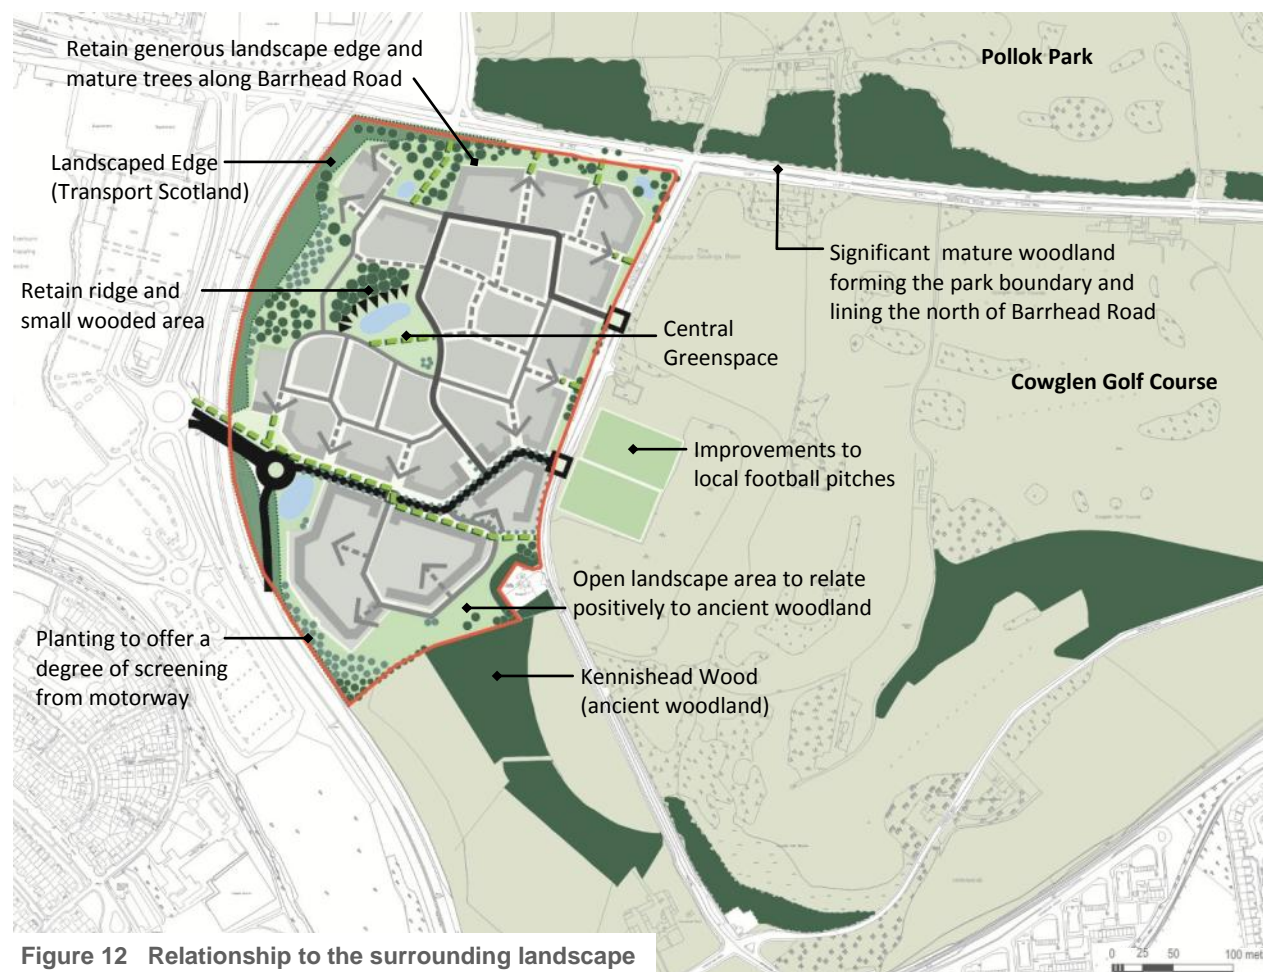 Retain generous landscape edge and
mature trees along Barrhead Road
Pollok Park
Landscaped Edge
(Transport Scotland)
Significant mature woodland
forming the park boundary and
lining the north of Barrhead Road
Retain ridge and
small wooded area
Central
Greenspace
Cowglen Golf Course
Improvements to
local football pitches
Open landscape area to relate
positively to ancient woodland
Planting to offer a
degree of screening
from motorway
Kennishead Wood
(ancient woodland)
Figure 12 Relationship to the surrounding landscape
0 25 50 100 met